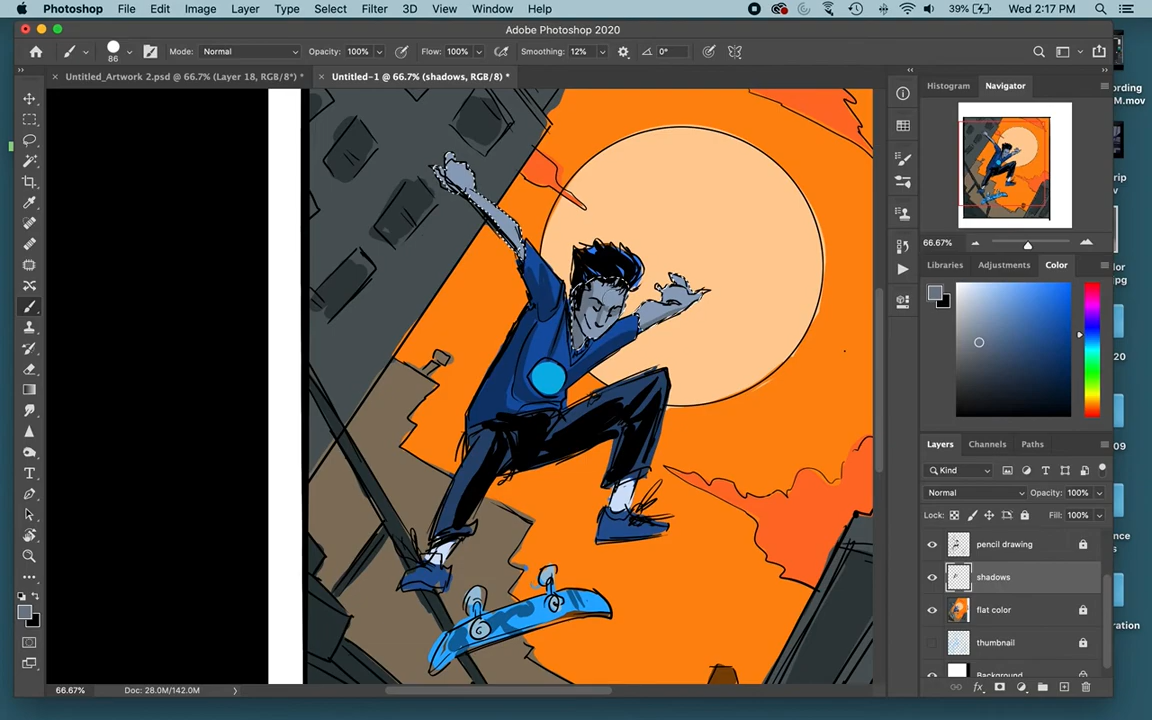 Photoshop File Edit Image Layer Type Select Filter 3D View Window Help 39% Wed 2:17 PM
Adobe Photoshop 2020
86 Mode: Normal Opacity: 100% Flow: 100% Smoothing: 12% 0°
× Untitled_Artwork 2.psd @ 66.7% (Layer 18, RGB/8*) * × Untitled-1 @ 66.7% (shadows, RGB/8) *
Histogram Navigator
66.67%
Libraries Adjustments Color
Layers Channels Paths
Kind
Normal Opacity: 100%
Lock: Fill: 100%
pencil drawing
shadows
flat color
thumbnail
Background
66.67% Doc: 28.0M/142.0M